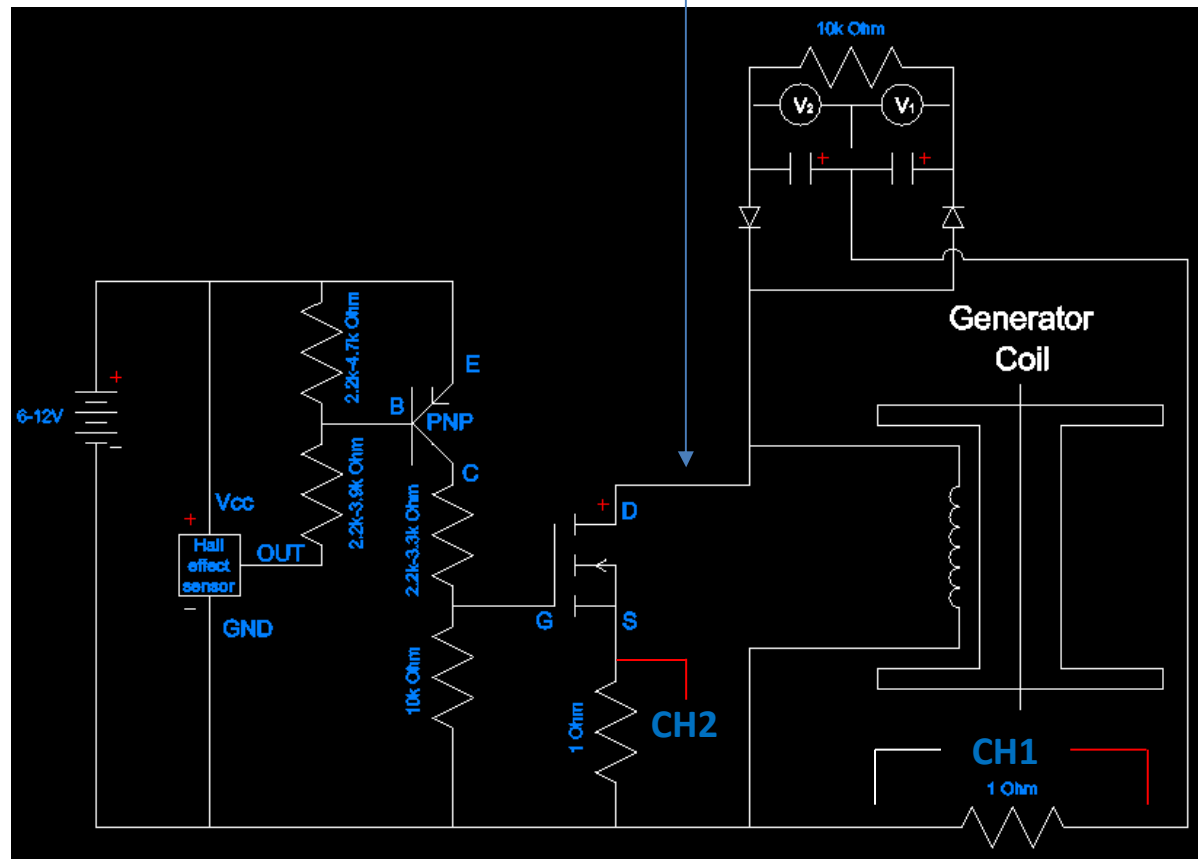 10k Ohm
V2
V1
+
+
Generator
Coil
+
6-12V
-
2.2k-4.7k Ohm
E
B
PNP
C
2.2k-3.9k Ohm
2.2k-3.3k Ohm
Vcc
+
Hall
effect
sensor
OUT
-
GND
+
D
G
S
10k Ohm
1 Ohm
CH2
CH1
1 Ohm